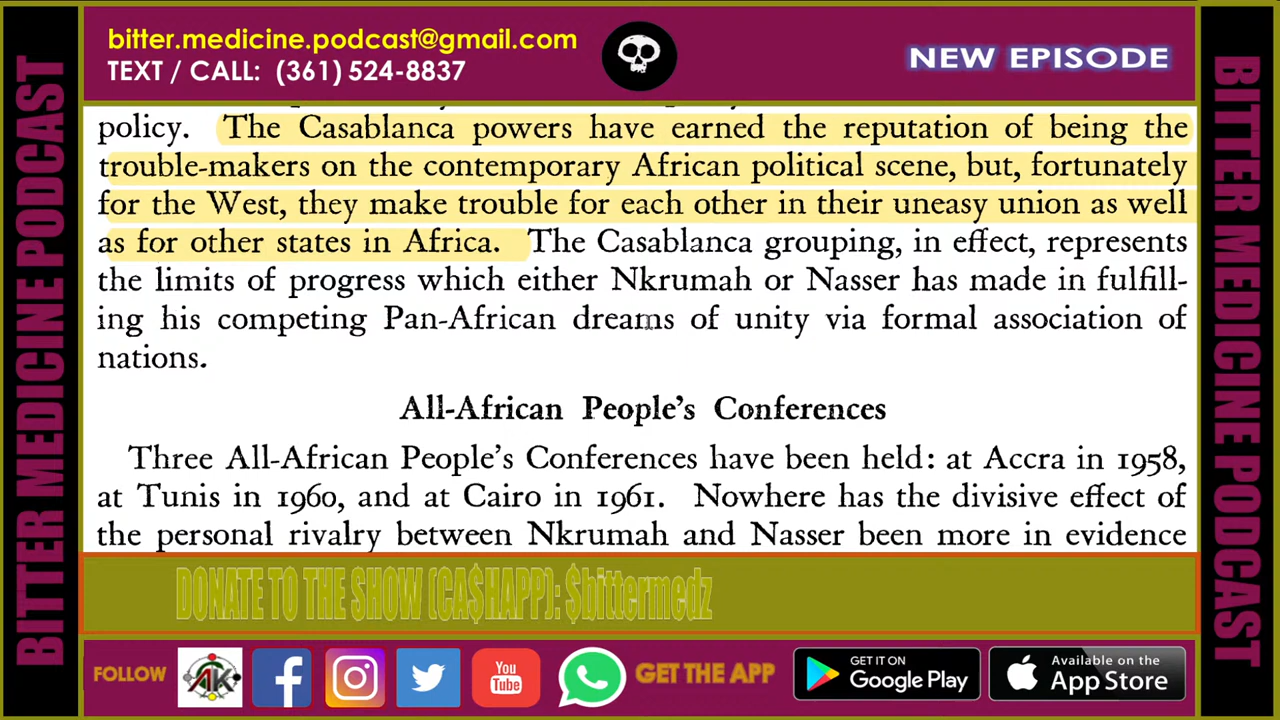 bitter.medicine.podcast@gmail.com
TEXT / CALL: (361) 524-8837
NEW EPISODE
BITTER MEDICINE PODCAST
policy. The Casablanca powers have earned the reputation of being the
trouble-makers on the contemporary African political scene, but, fortunately
for the West, they make trouble for each other in their uneasy union as well
as for other states in Africa. The Casablanca grouping, in effect, represents
the limits of progress which either Nkrumah or Nasser has made in fulfill-
ing his competing Pan-African dreams of unity via formal association of
nations.
All-African People's Conferences
Three All-African People's Conferences have been held: at Accra in 1958,
at Tunis in 1960, and at Cairo in 1961. Nowhere has the divisive effect of
the personal rivalry between Nkrumah and Nasser been more in evidence
BITTER MEDICINE PODCAST
DONATE TO THE SHOW (CA$HAPP): $bittermedz
FOLLOW
You
Tube
GET THE APP
GET IT ON
Google Play
Available on the
App Store